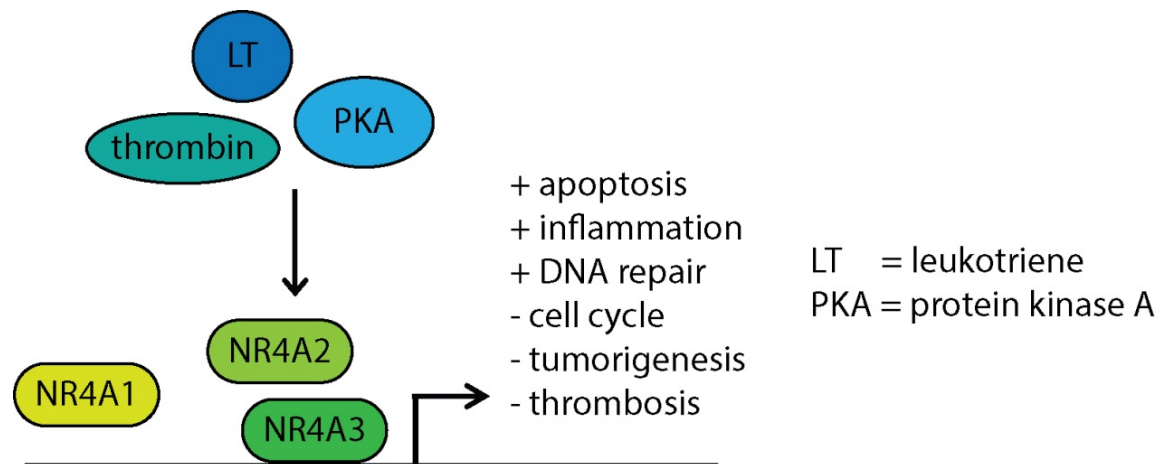 LT
PKA
thrombin
+ apoptosis
+ inflammation
+ DNA repair
- cell cycle
- tumorigenesis
- thrombosis
LT = leukotriene
PKA = protein kinase A
NR4A2
NR4A1
NR4A3